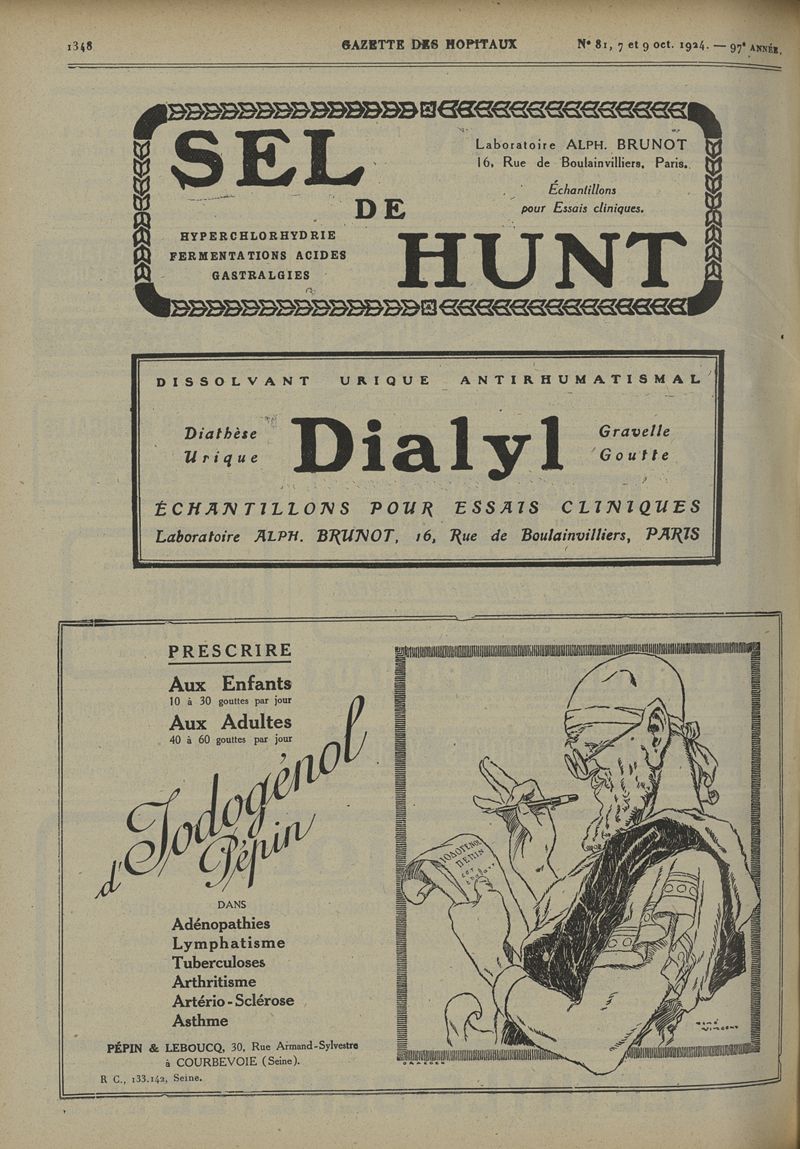 1348
GAZETTE DES HOPITAUX
N° 81, 7 et 9 oct. 1924. — 97e ANNÉE.
SEL
DE
HUNT
Laboratoire ALPH. BRUNOT
16, Rue de Boulainvilliers, Paris.
Échantillons
pour Essais cliniques.
HYPERCHLORHYDRIE
FERMENTATIONS ACIDES
GASTRALGIES
DISSOLVANT URIQUE ANTIRHUMATISMAL
Diathèse
Urique
Dialyl
Gravelle
Goutte
ÉCHANTILLONS POUR ESSAIS CLINIQUES
Laboratoire ALPH. BRUNOT, 16, Rue de Boulainvilliers, PARIS
PRESCRIRE
Aux Enfants
10 à 30 gouttes par jour
Aux Adultes
40 à 60 gouttes par jour
d'Iodogénol
Pépin
DANS
Adénopathies
Lymphatisme
Tuberculoses
Arthritisme
Artério-Sclérose
Asthme
PÉPIN & LEBOUCQ, 30, Rue Armand-Sylvestre
à COURBEVOIE (Seine).
R C., 133.142, Seine.
PEPIN
RENÉ
VINCENT
DRAEGER